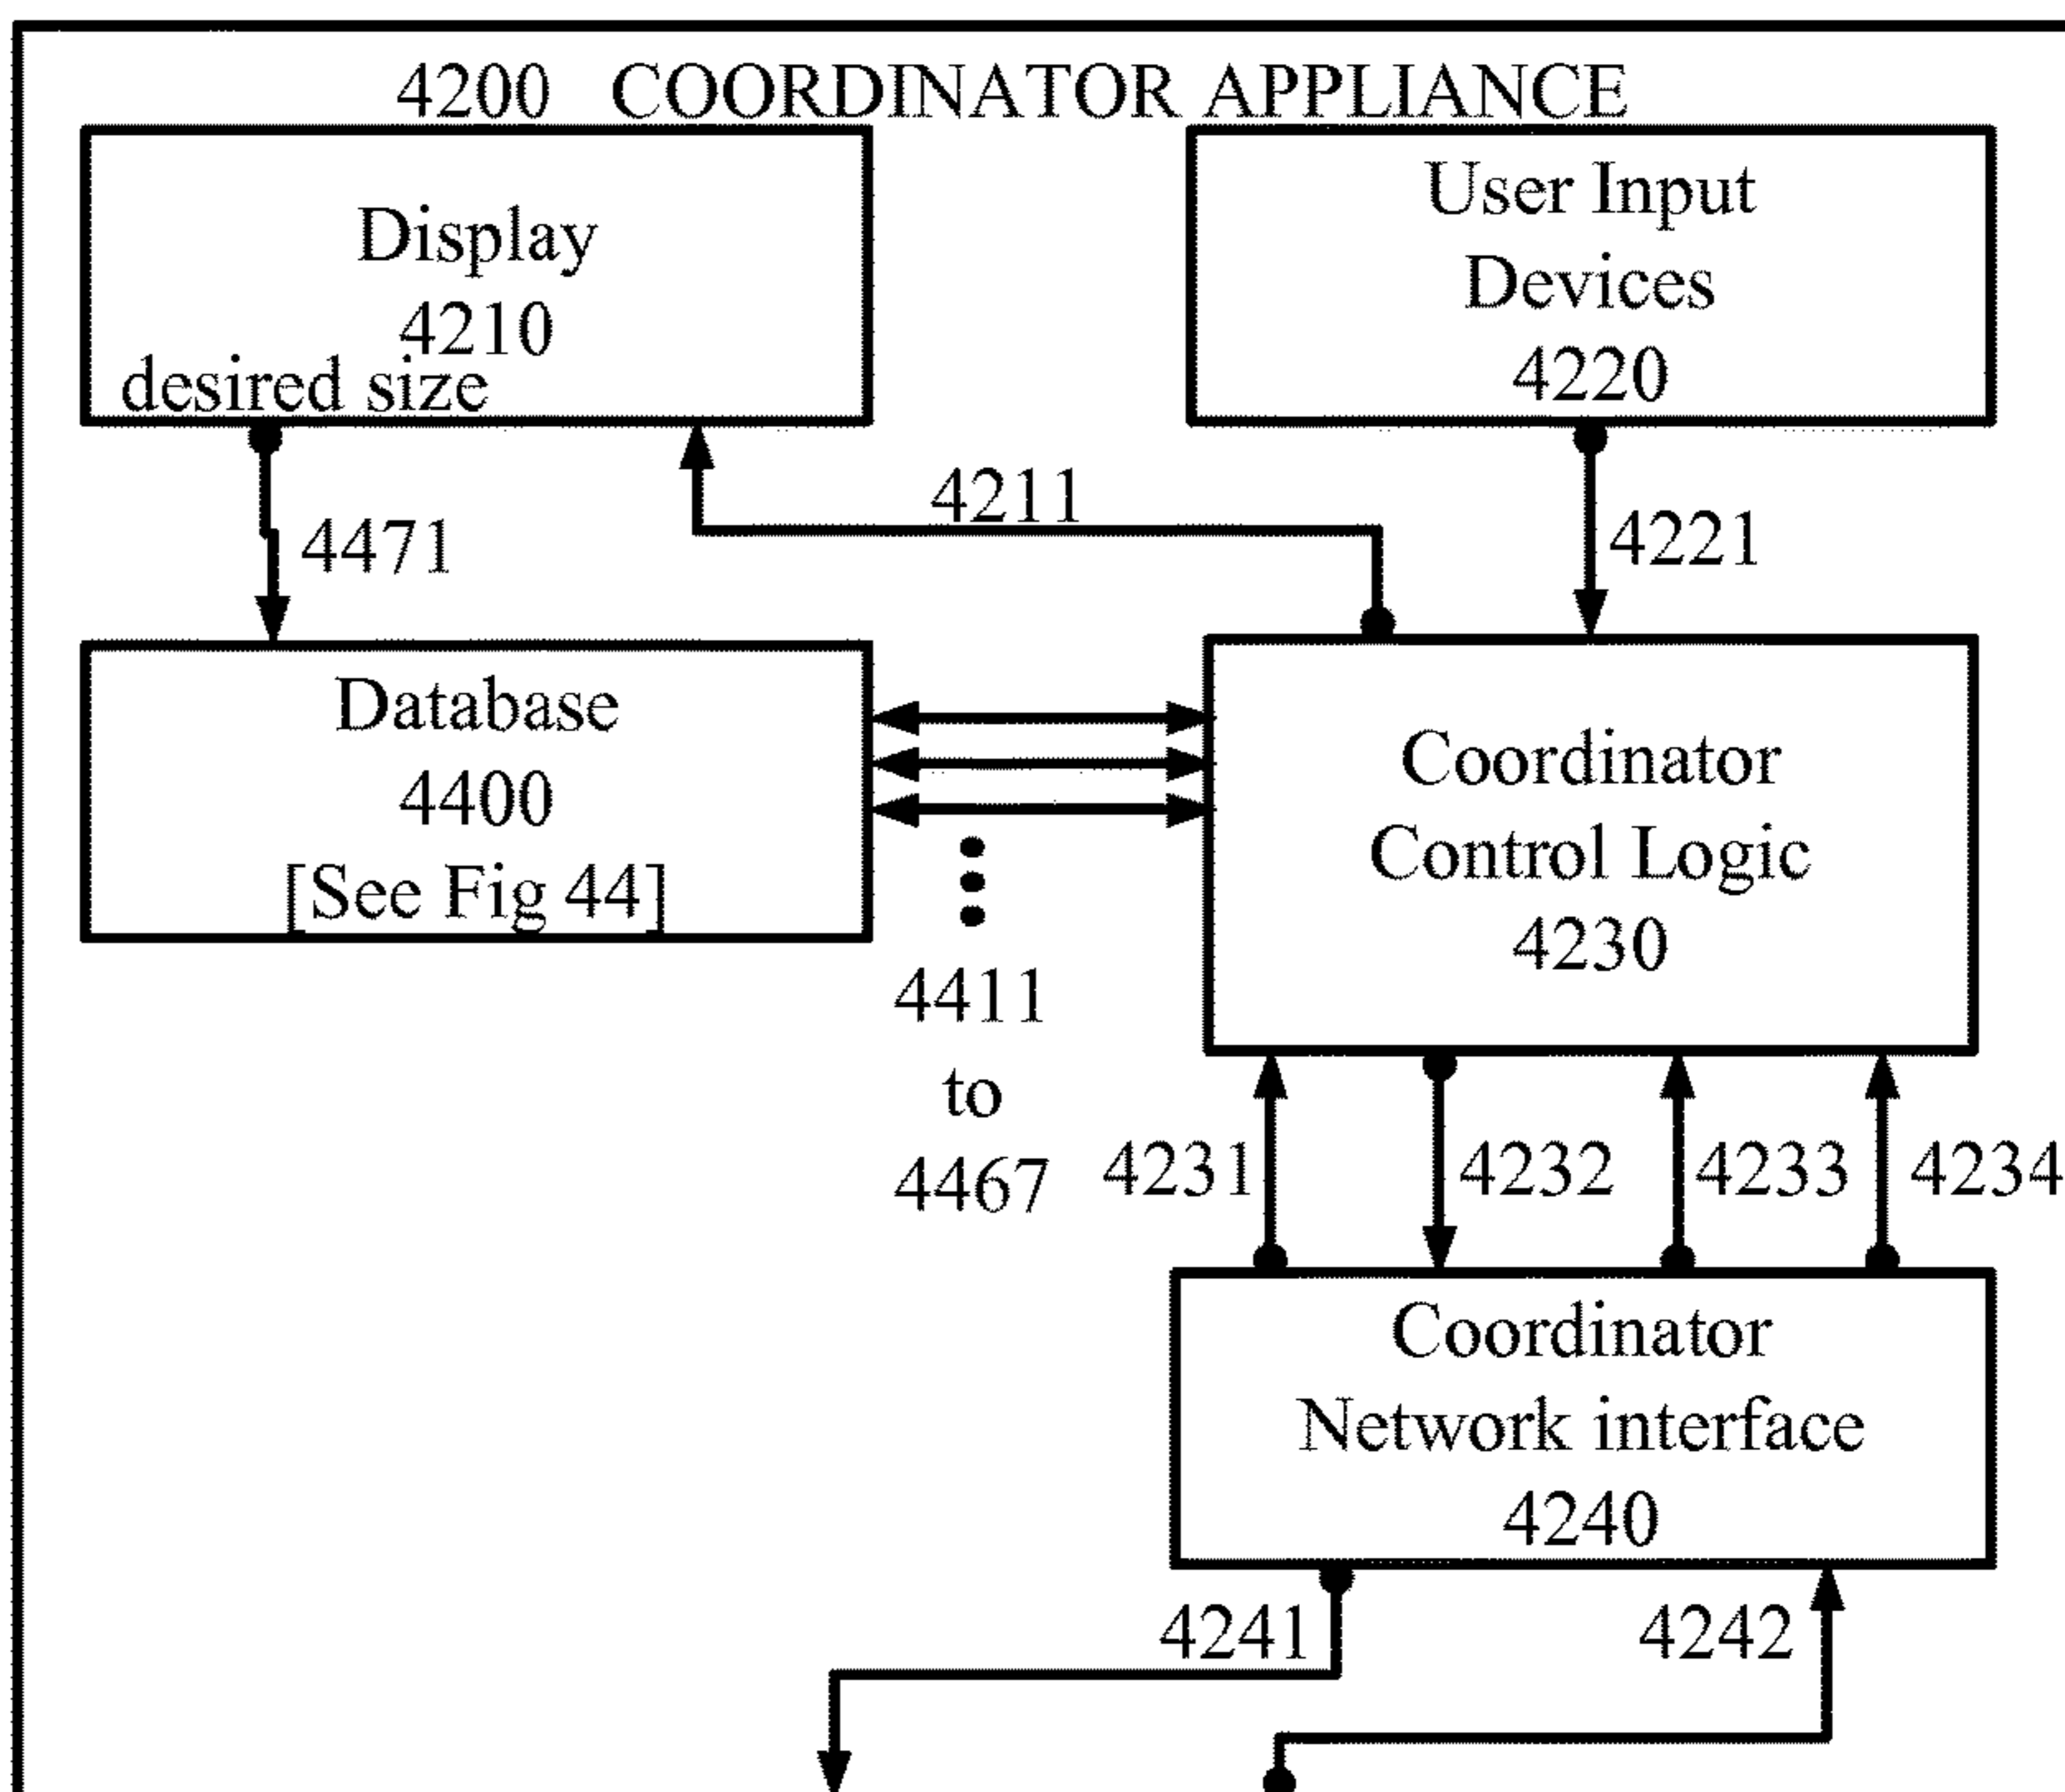 4200 COORDINATOR APPLIANCE
Display
4210
desired size
User Input
Devices
4220
4471
4211
4221
Database
4400
[See Fig 44]
4411
to
4467
Coordinator
Control Logic
4230
4231
4232
4233
4234
Coordinator
Network interface
4240
4241
4242